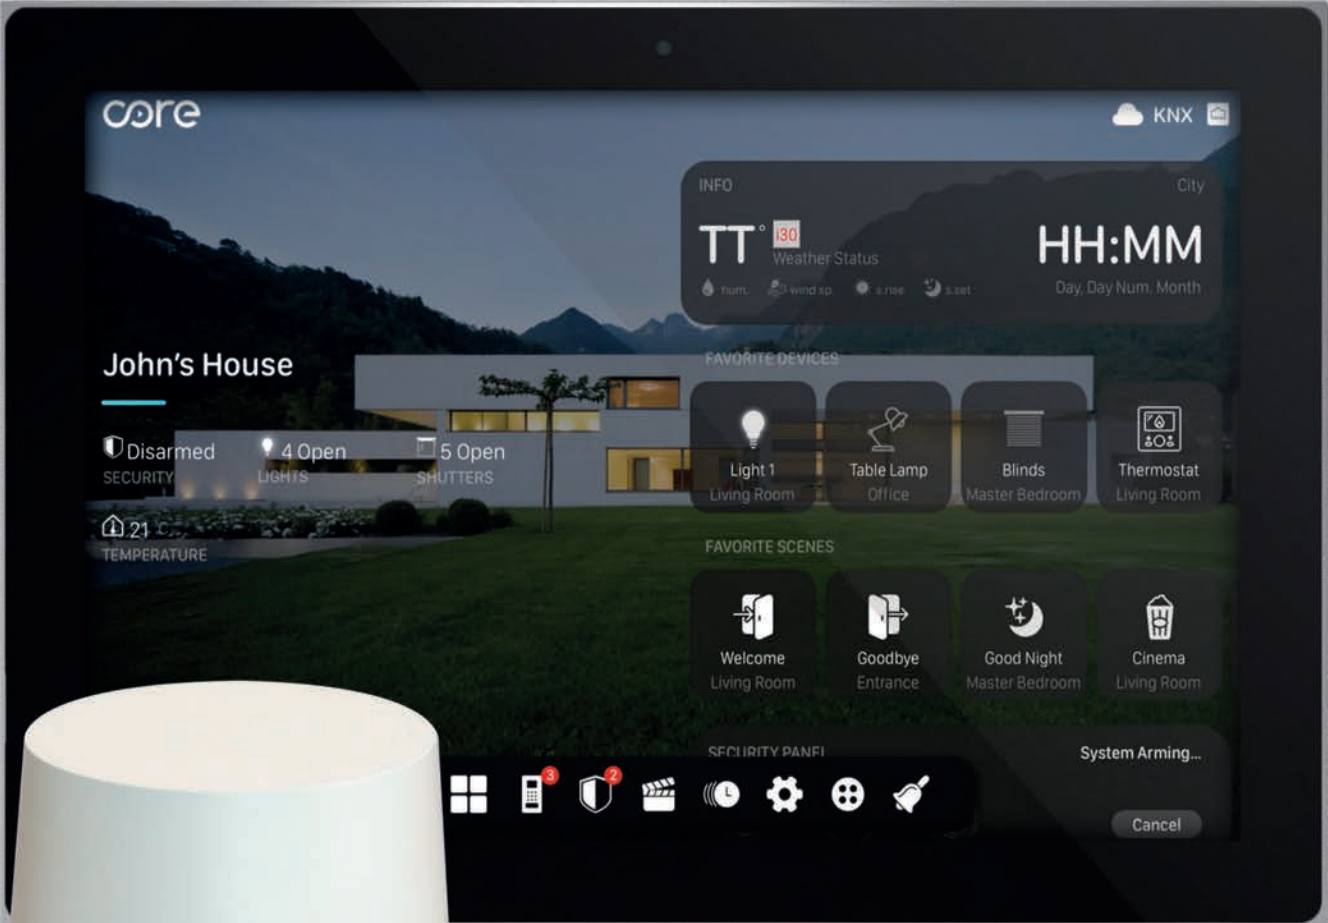 core
KNX
INFO
City
TT°
i30
Weather Status
HH:MM
hum.
wind sp.
s.rise
s.set
Day, Day Num. Month
John's House
Disarmed
SECURITY
4 Open
LIGHTS
5 Open
SHUTTERS
21 C
TEMPERATURE
FAVORITE DEVICES
Light 1
Living Room
Table Lamp
Office
Blinds
Master Bedroom
Thermostat
Living Room
FAVORITE SCENES
Welcome
Living Room
Goodbye
Entrance
Good Night
Master Bedroom
Cinema
Living Room
SECURITY PANEL
System Arming...
3
2
Cancel